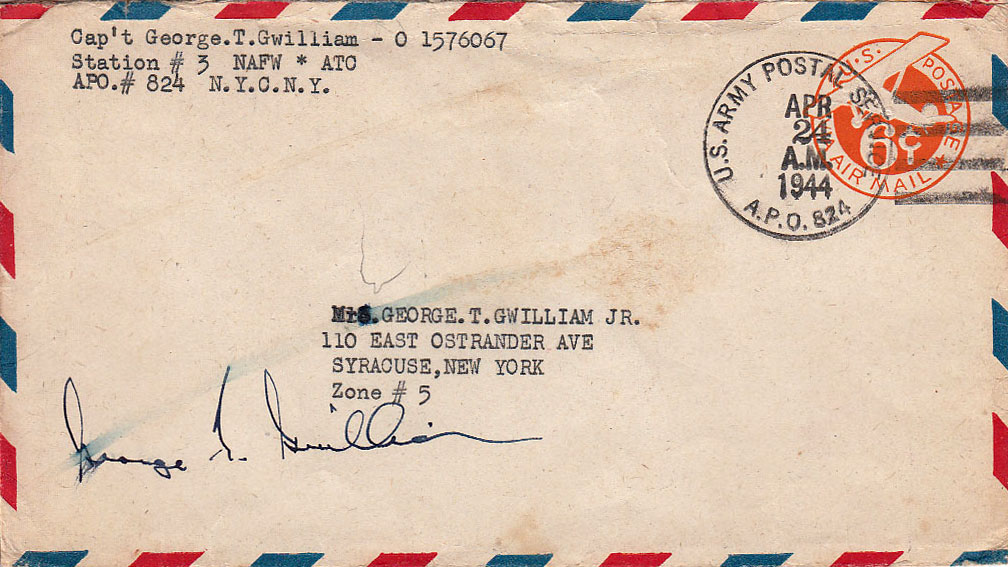 Cap't George.T.Gwilliam - O 1576067
Station # 3 NAFW * ATC
APO.# 824 N.Y.C.N.Y.
U.S. POSTAGE
6¢
AIR MAIL
U.S. ARMY POSTAL SERVICE
APR
24
A.M.
1944
A.P.O. 824
MrS.GEORGE.T.GWILLIAM JR.
110 EAST OSTRANDER AVE
SYRACUSE,NEW YORK
Zone # 5
George T. Gwilliam